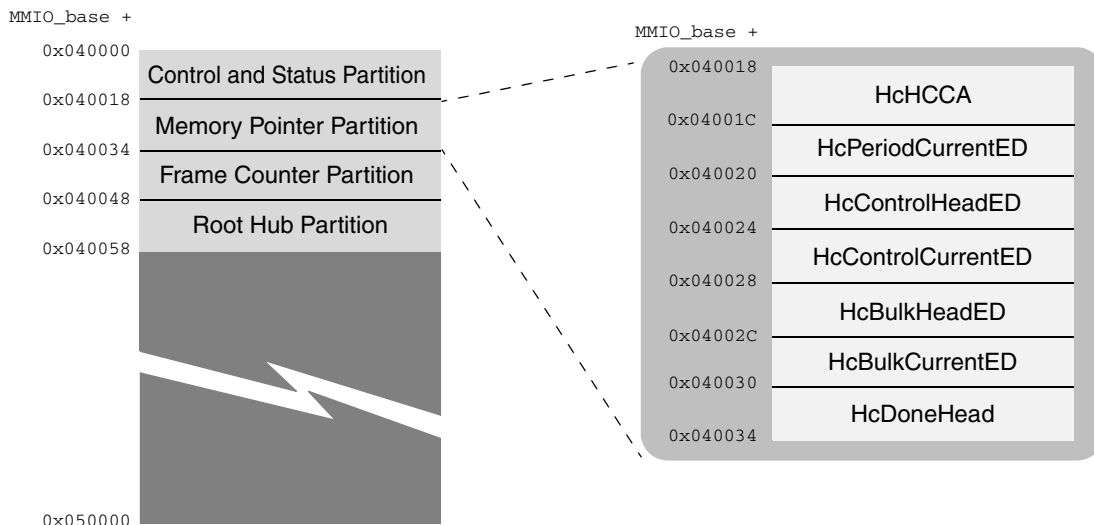 MMIO_base +
0x040000
Control and Status Partition
0x040018
Memory Pointer Partition
0x040034
Frame Counter Partition
0x040048
Root Hub Partition
0x040058
0x050000
MMIO_base +
0x040018
HcHCCA
0x04001C
HcPeriodCurrentED
0x040020
HcControlHeadED
0x040024
HcControlCurrentED
0x040028
HcBulkHeadED
0x04002C
HcBulkCurrentED
0x040030
HcDoneHead
0x040034